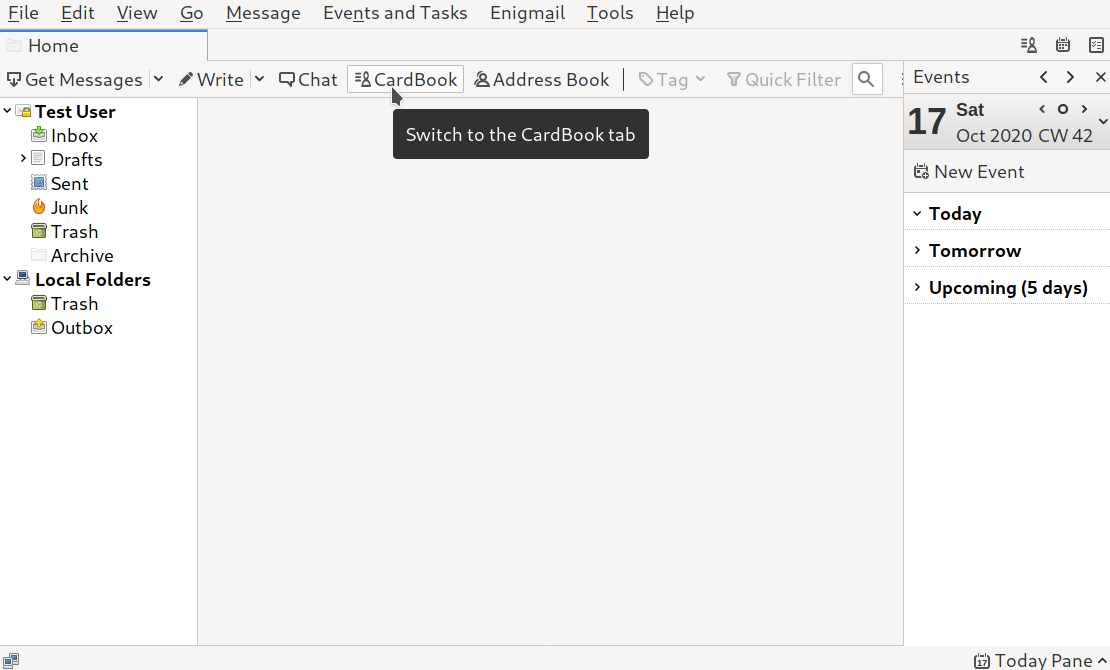 File Edit View Go Message Events and Tasks Enigmail Tools Help
Home
Get Messages Write Chat CardBook Address Book Tag Quick Filter
Switch to the CardBook tab
Test User
Inbox
Drafts
Sent
Junk
Trash
Archive
Local Folders
Trash
Outbox
Events
17 Sat
Oct 2020 CW 42
New Event
Today
Tomorrow
Upcoming (5 days)
17 Today Pane